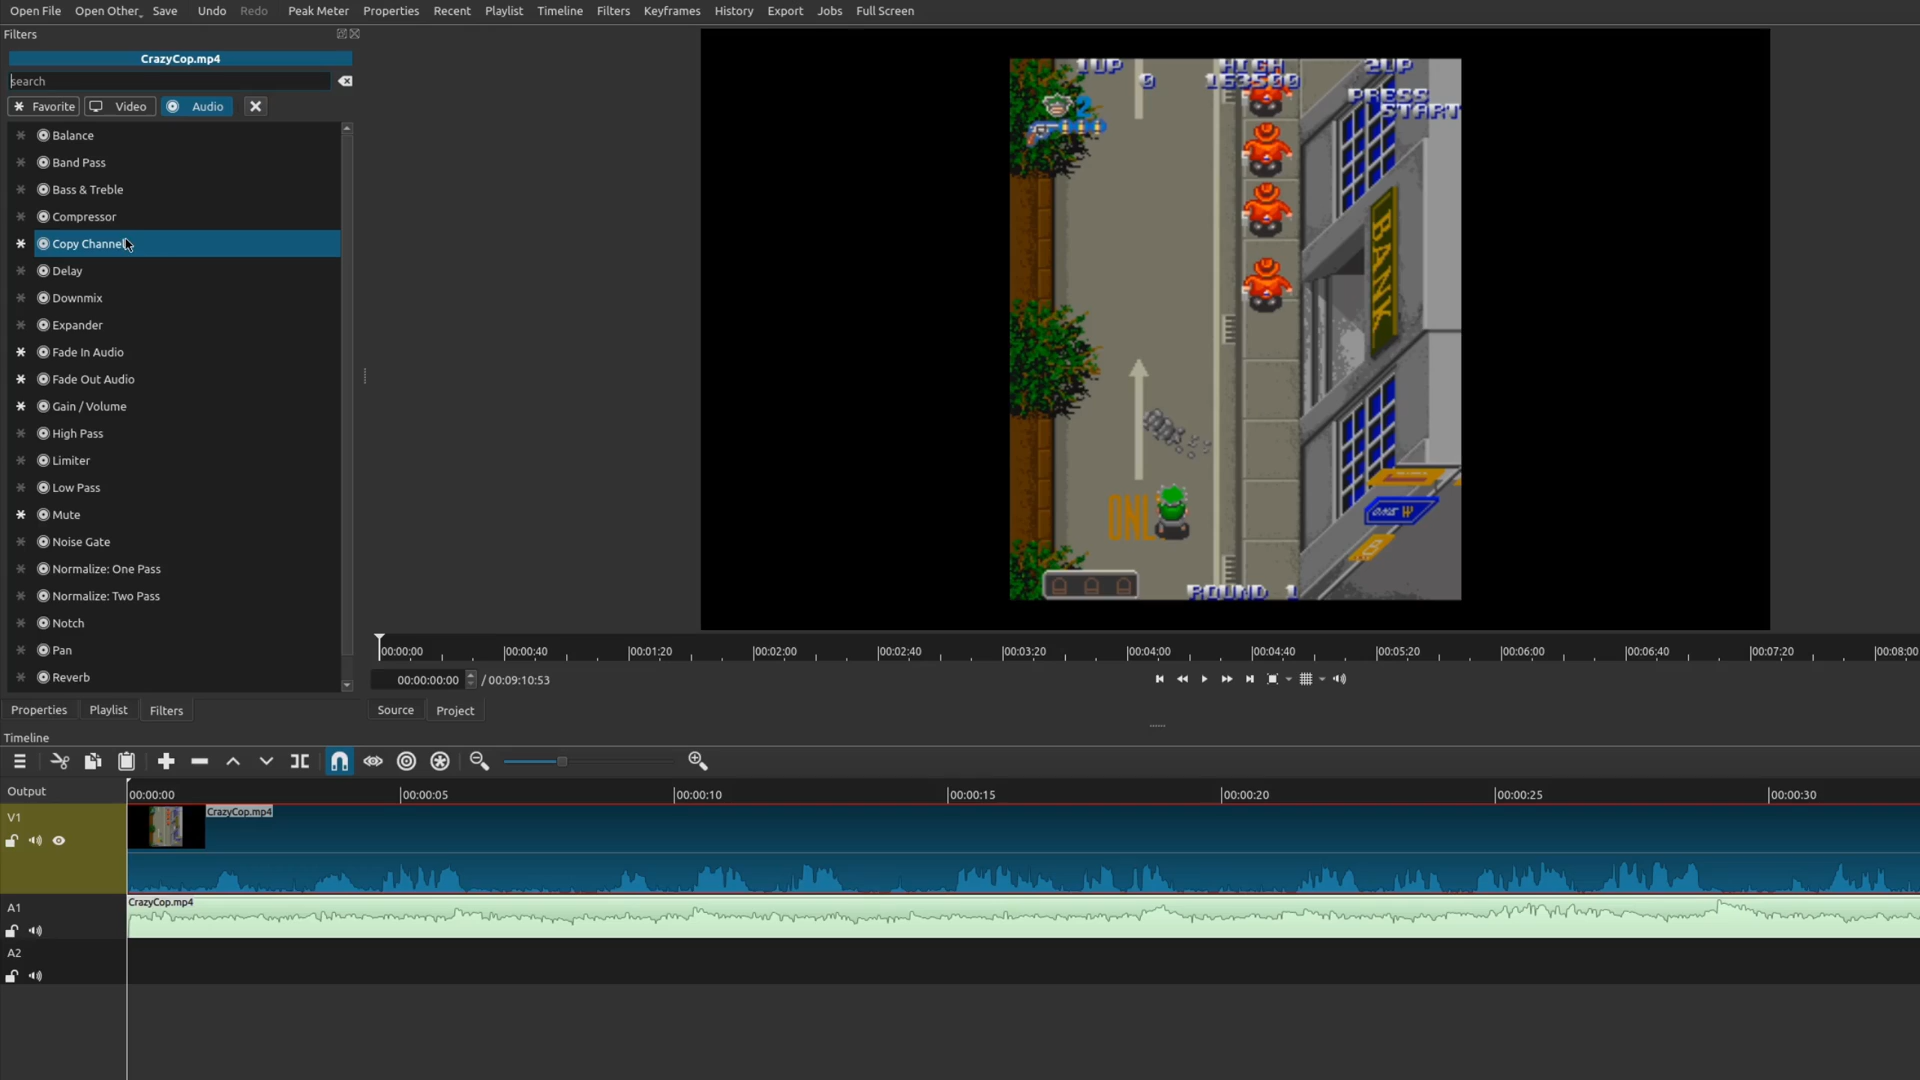 Open File Open Other Save Undo Redo Peak Meter Properties Recent Playlist Timeline Filters Keyframes History Export Jobs Full Screen
Filters
CrazyCop.mp4
search
Favorite Video Audio
Balance
Band Pass
Bass & Treble
Compressor
Copy Channel
Delay
Downmix
Expander
Fade In Audio
Fade Out Audio
Gain / Volume
High Pass
Limiter
Low Pass
Mute
Noise Gate
Normalize: One Pass
Normalize: Two Pass
Notch
Pan
Reverb
1UP HIGH 2UP
0 163500 PRESS
START
2
BANK
ONL
ROUND 1
00:00:00 00:00:40 00:01:20 00:02:00 00:02:40 00:03:20 00:04:00 00:04:40 00:05:20 00:06:00 00:06:40 00:07:20 00:08:00
00:00:00:00 / 00:09:10:53
Properties Playlist Filters Source Project
Timeline
Output 00:00:00 00:00:05 00:00:10 00:00:15 00:00:20 00:00:25 00:00:30
V1 CrazyCop.mp4
A1 CrazyCop.mp4
A2